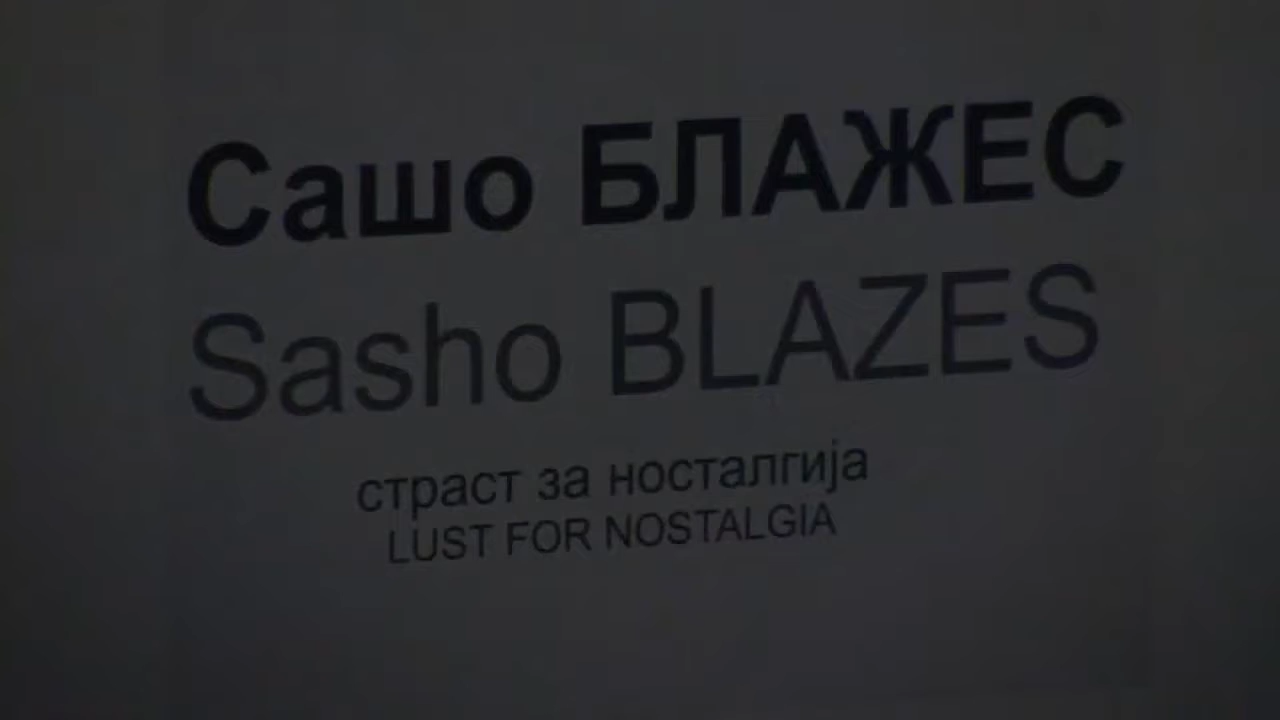 Сашо БЛАЖЕС
Sasho BLAZES
страст за носталгија
LUST FOR NOSTALGIA